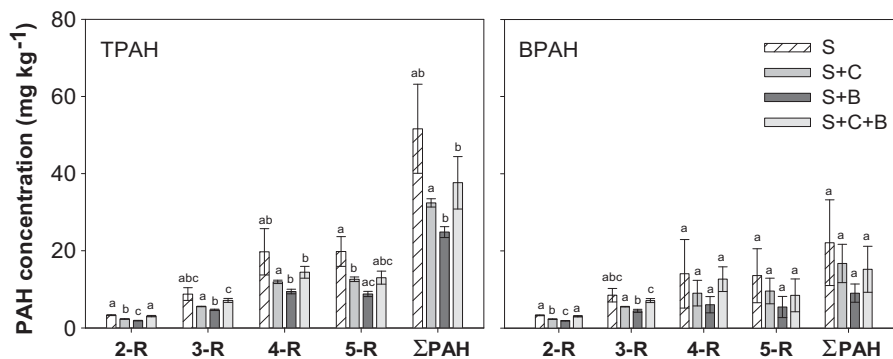 PAH concentration (mg kg⁻¹)
80
60
40
20
0
TPAH
a b c a
abc a b c
ab a b b
a b ac abc
ab a b b
2-R 3-R 4-R 5-R ΣPAH
BPAH
S
S+C
S+B
S+C+B
a b c a
abc a b c
a a a a
a a a a
a a a a
2-R 3-R 4-R 5-R ΣPAH